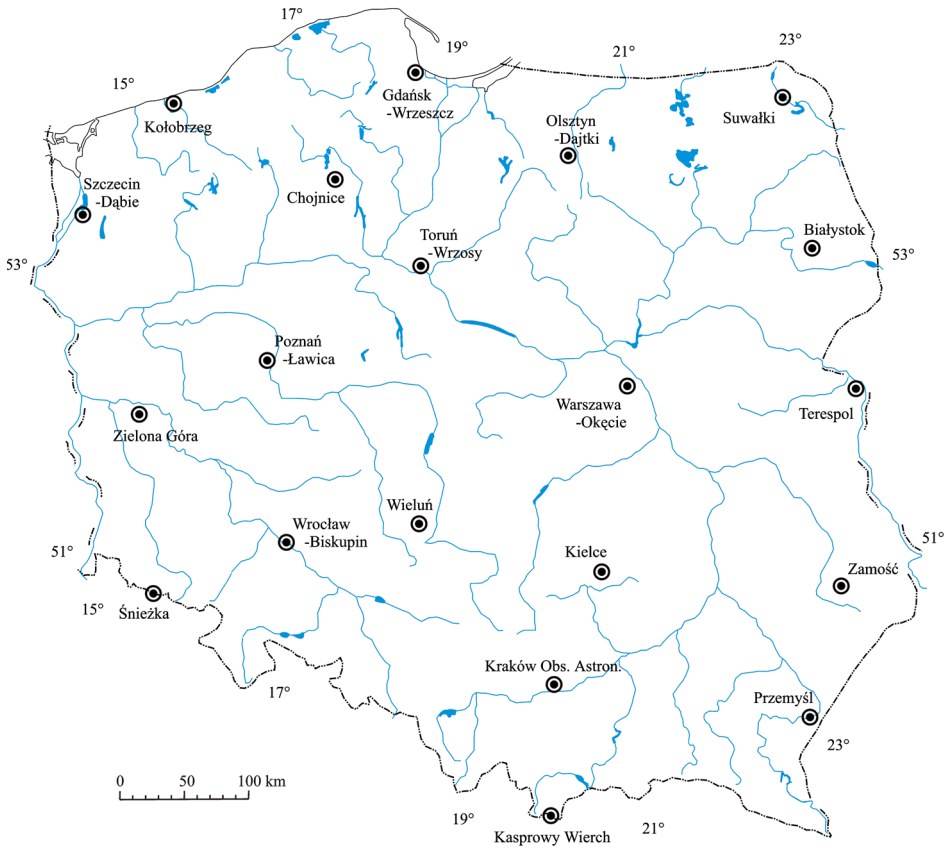 17°
19°
21°
23°
15°
Gdańsk
-Wrzeszcz
Kołobrzeg
Suwałki
Olsztyn
-Dajtki
Szczecin
-Dąbie
Chojnice
Toruń
-Wrzosy
Białystok
53°
53°
Poznań
-Ławica
Warszawa
-Okęcie
Terespol
Zielona Góra
Wieluń
Wrocław
-Biskupin
51°
51°
Kielce
Zamość
15°
Śnieżka
Kraków Obs. Astron.
17°
Przemyśl
23°
0 50 100 km
19°
21°
Kasprowy Wierch